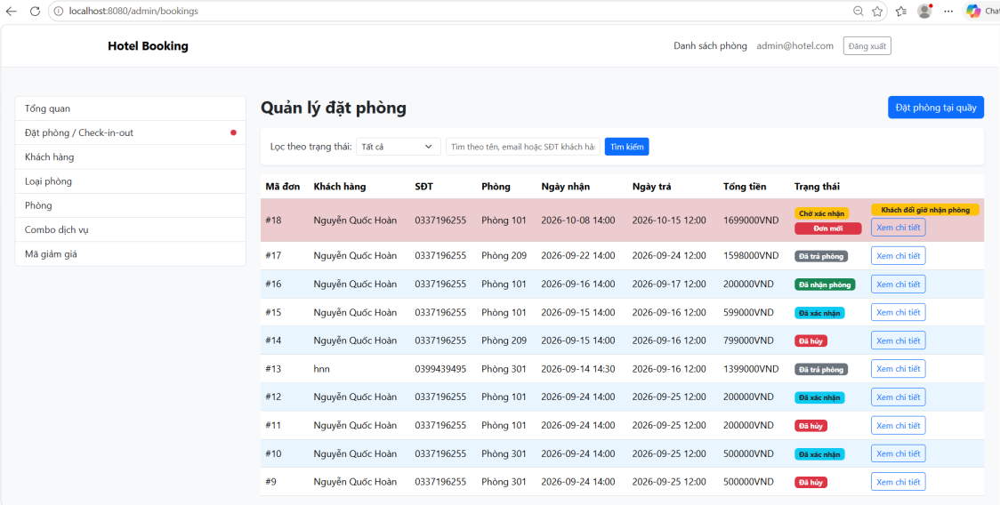 localhost:8080/admin/bookings
Chat
Hotel Booking
Danh sách phòng admin@hotel.com Đăng xuất
Tổng quan
Đặt phòng / Check-in-out
Khách hàng
Loại phòng
Phòng
Combo dịch vụ
Mã giảm giá
Quản lý đặt phòng
Đặt phòng tại quầy
Lọc theo trạng thái: Tất cả Tìm theo tên, email hoặc SĐT khách hà Tìm kiếm
Mã đơn Khách hàng SĐT Phòng Ngày nhận Ngày trả Tổng tiền Trạng thái
#18 Nguyễn Quốc Hoàn 0337196255 Phòng 101 2026-10-08 14:00 2026-10-15 12:00 1699000VND Chờ xác nhận Đơn mới Khách đổi giờ nhận phòng Xem chi tiết
#17 Nguyễn Quốc Hoàn 0337196255 Phòng 209 2026-09-22 14:00 2026-09-24 12:00 1598000VND Đã trả phòng Xem chi tiết
#16 Nguyễn Quốc Hoàn 0337196255 Phòng 101 2026-09-16 14:00 2026-09-17 12:00 200000VND Đã nhận phòng Xem chi tiết
#15 Nguyễn Quốc Hoàn 0337196255 Phòng 101 2026-09-15 14:00 2026-09-16 12:00 599000VND Đã xác nhận Xem chi tiết
#14 Nguyễn Quốc Hoàn 0337196255 Phòng 209 2026-09-15 14:00 2026-09-16 12:00 799000VND Đã hủy Xem chi tiết
#13 hnn 0399439495 Phòng 301 2026-09-14 14:30 2026-09-16 12:00 1399000VND Đã trả phòng Xem chi tiết
#12 Nguyễn Quốc Hoàn 0337196255 Phòng 101 2026-09-24 14:00 2026-09-25 12:00 200000VND Đã xác nhận Xem chi tiết
#11 Nguyễn Quốc Hoàn 0337196255 Phòng 101 2026-09-24 14:00 2026-09-25 12:00 200000VND Đã hủy Xem chi tiết
#10 Nguyễn Quốc Hoàn 0337196255 Phòng 301 2026-09-24 14:00 2026-09-25 12:00 500000VND Đã xác nhận Xem chi tiết
#9 Nguyễn Quốc Hoàn 0337196255 Phòng 301 2026-09-24 14:00 2026-09-25 12:00 500000VND Đã hủy Xem chi tiết